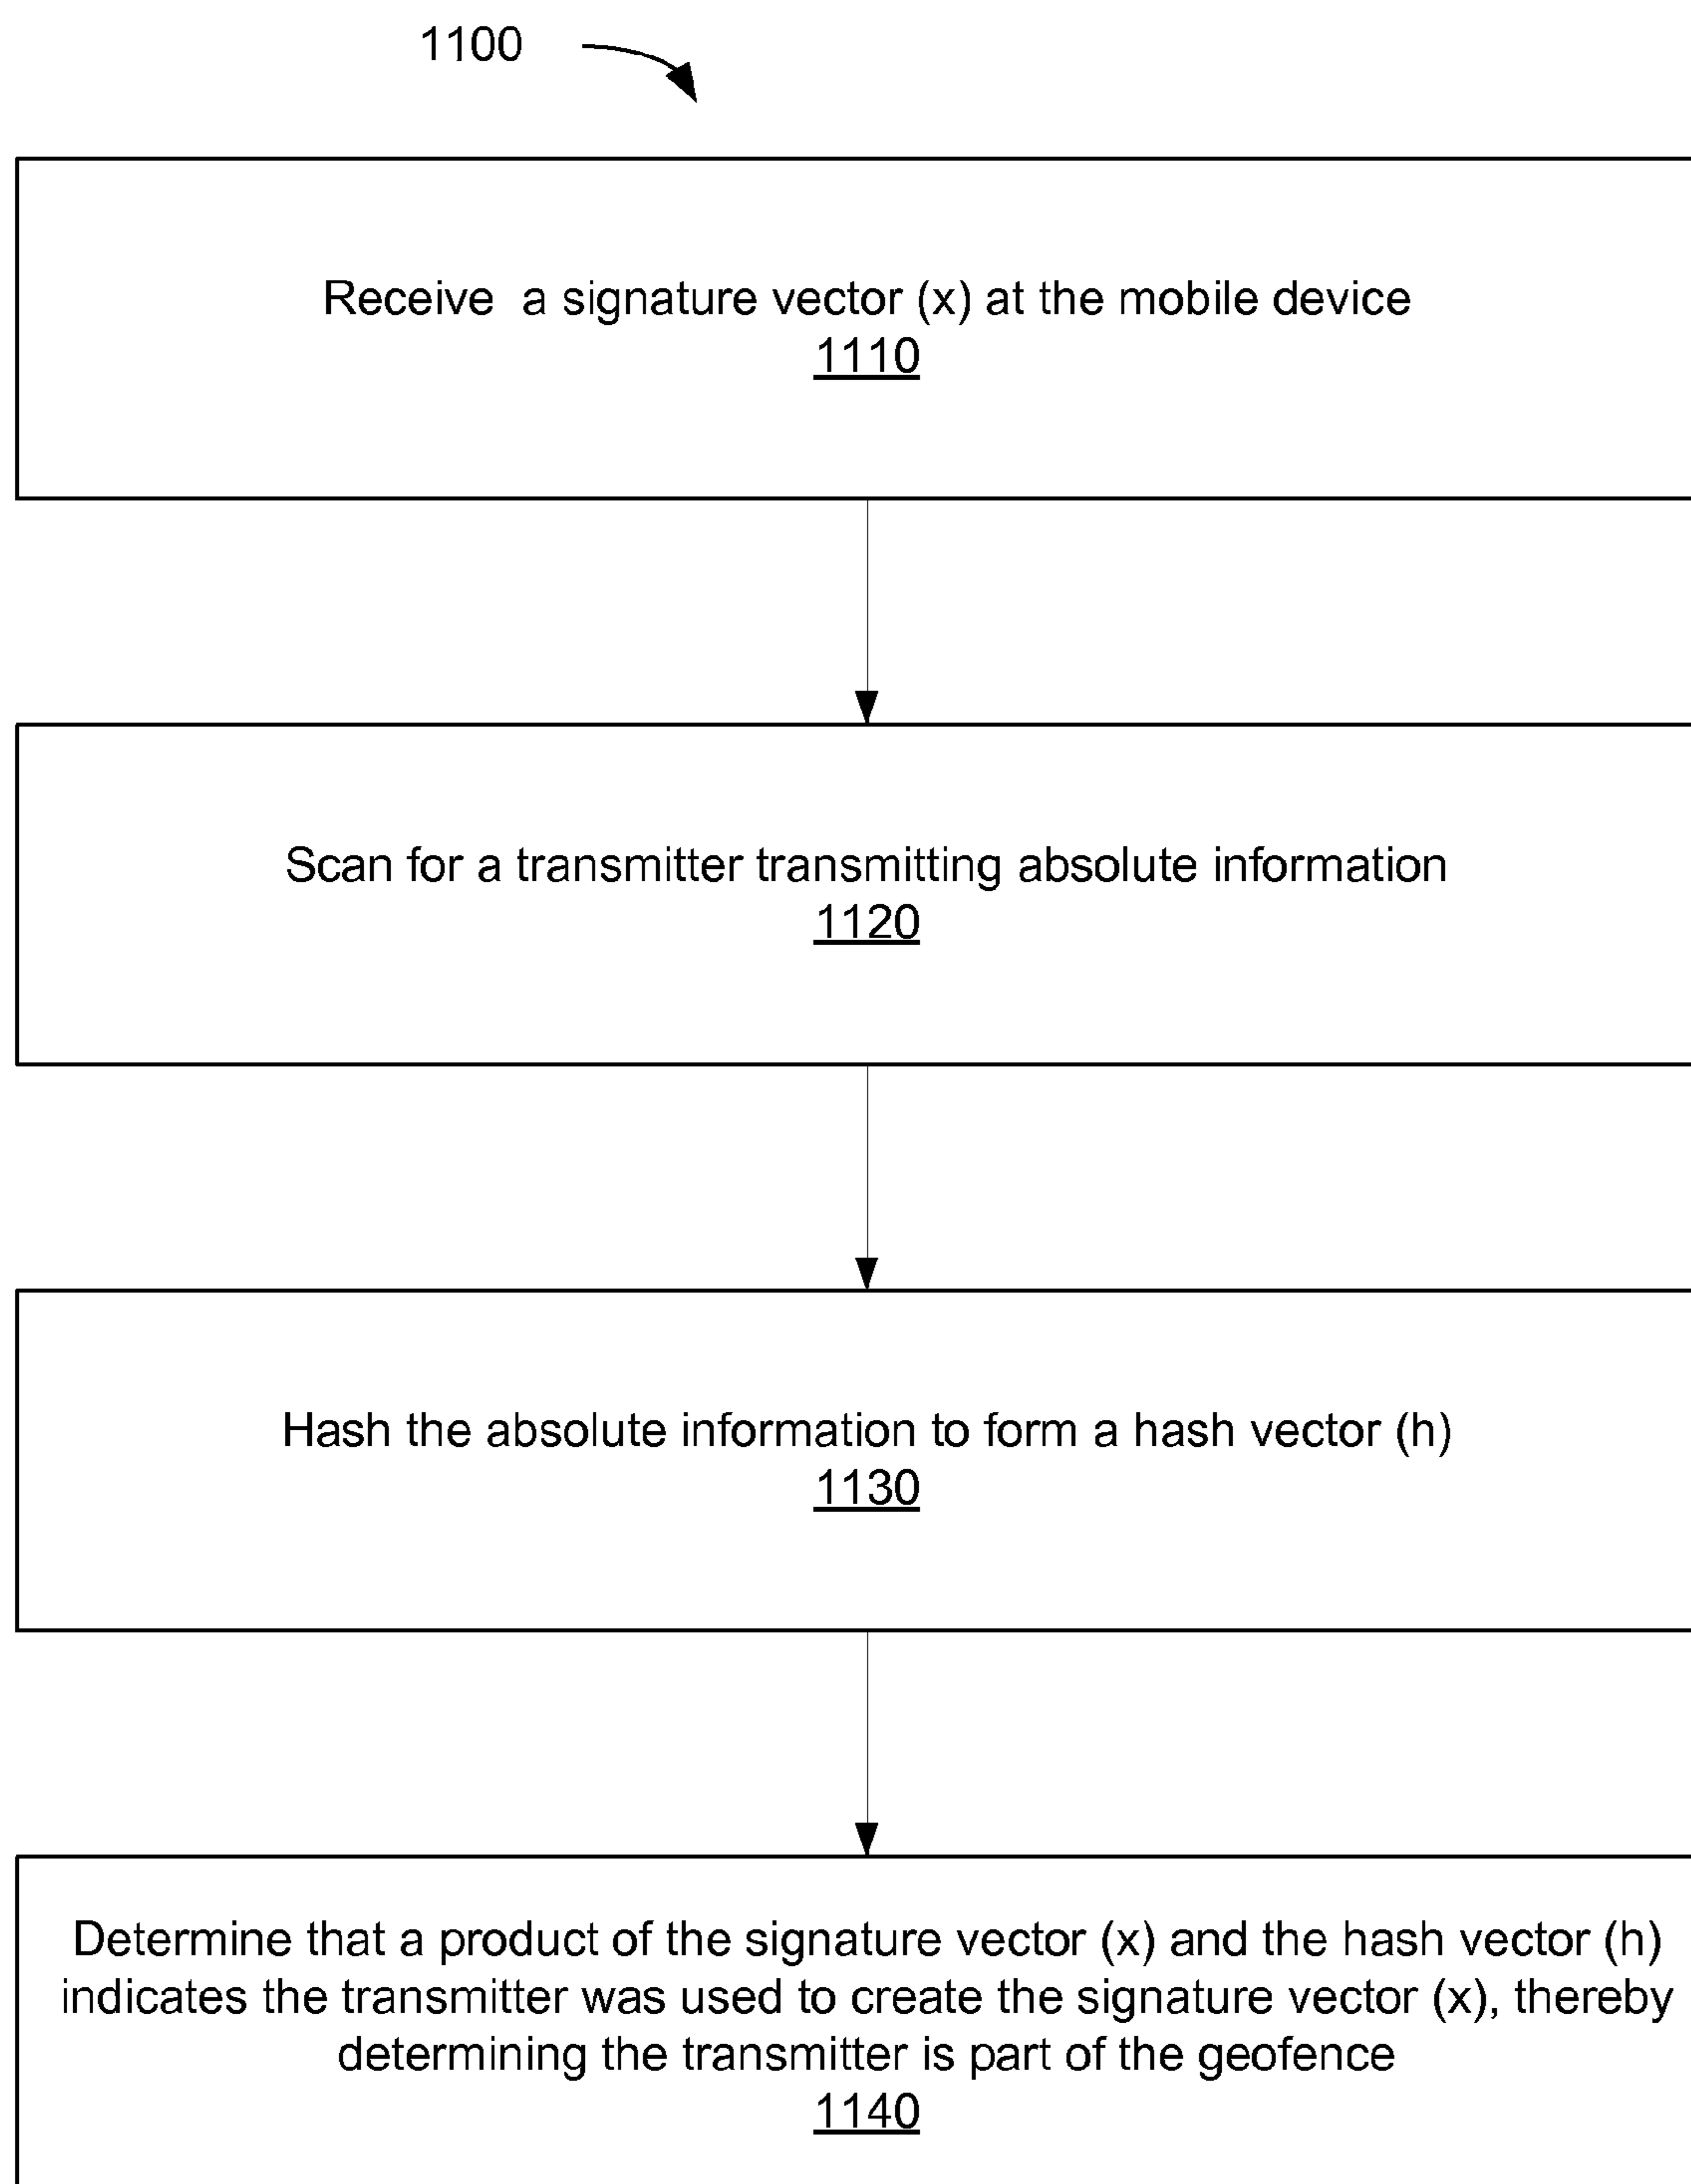 1100
Receive a signature vector (x) at the mobile device
1110
Scan for a transmitter transmitting absolute information
1120
Hash the absolute information to form a hash vector (h)
1130
Determine that a product of the signature vector (x) and the hash vector (h)
indicates the transmitter was used to create the signature vector (x), thereby
determining the transmitter is part of the geofence
1140